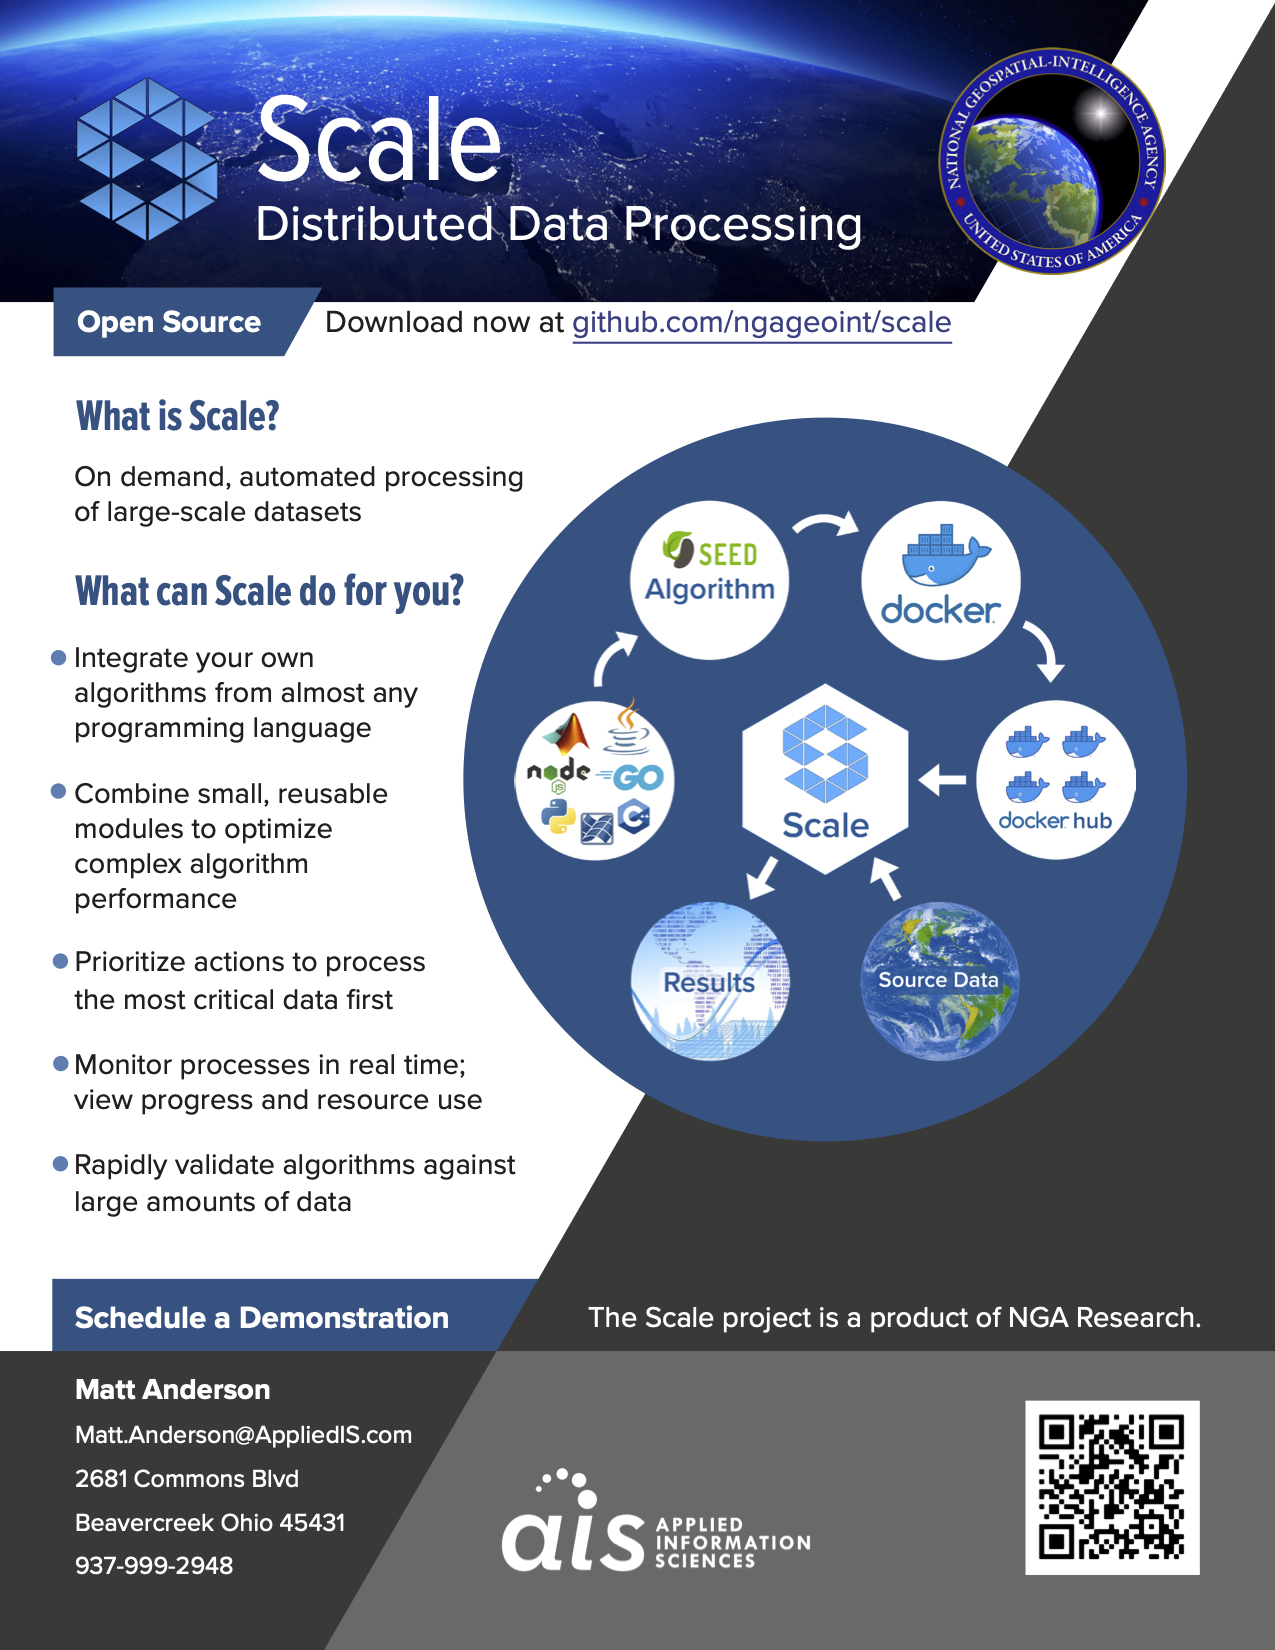 Scale
Distributed Data Processing
NATIONAL GEOSPATIAL-INTELLIGENCE AGENCY
UNITED STATES OF AMERICA
Open Source
Download now at github.com/ngageoint/scale
What is Scale?
On demand, automated processing
of large-scale datasets
What can Scale do for you?
Integrate your own
algorithms from almost any
programming language
Combine small, reusable
modules to optimize
complex algorithm
performance
Prioritize actions to process
the most critical data first
Monitor processes in real time;
view progress and resource use
Rapidly validate algorithms against
large amounts of data
SEED
Algorithm
docker
Java
node
JS
GO
C++
Scale
docker hub
Results
Source Data
Schedule a Demonstration
The Scale project is a product of NGA Research.
Matt Anderson
Matt.Anderson@AppliedIS.com
2681 Commons Blvd
Beavercreek Ohio 45431
937-999-2948
ais APPLIED
INFORMATION
SCIENCES